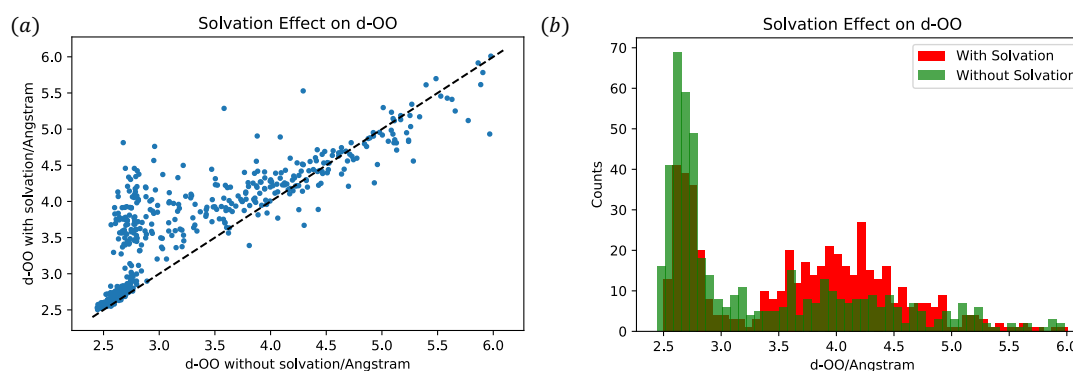 (a)
Solvation Effect on d-OO
d-OO with solvation/Angstram
6.0
5.5
5.0
4.5
4.0
3.5
3.0
2.5
2.5 3.0 3.5 4.0 4.5 5.0 5.5 6.0
d-OO without solvation/Angstram
(b)
Solvation Effect on d-OO
With Solvation
Without Solvation
Counts
70
60
50
40
30
20
10
0
2.5 3.0 3.5 4.0 4.5 5.0 5.5 6.0
d-OO/Angstram